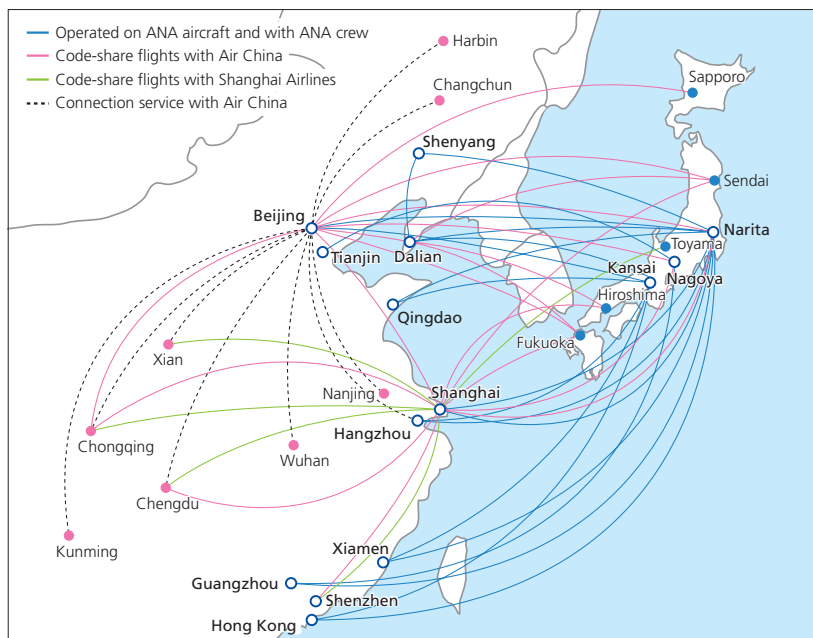 Operated on ANA aircraft and with ANA crew
Code-share flights with Air China
Code-share flights with Shanghai Airlines
Connection service with Air China
Harbin
Changchun
Sapporo
Shenyang
Sendai
Beijing
Narita
Toyama
Tianjin
Dalian
Kansai
Nagoya
Hiroshima
Qingdao
Fukuoka
Xian
Nanjing
Shanghai
Hangzhou
Chongqing
Wuhan
Chengdu
Kunming
Xiamen
Guangzhou
Shenzhen
Hong Kong